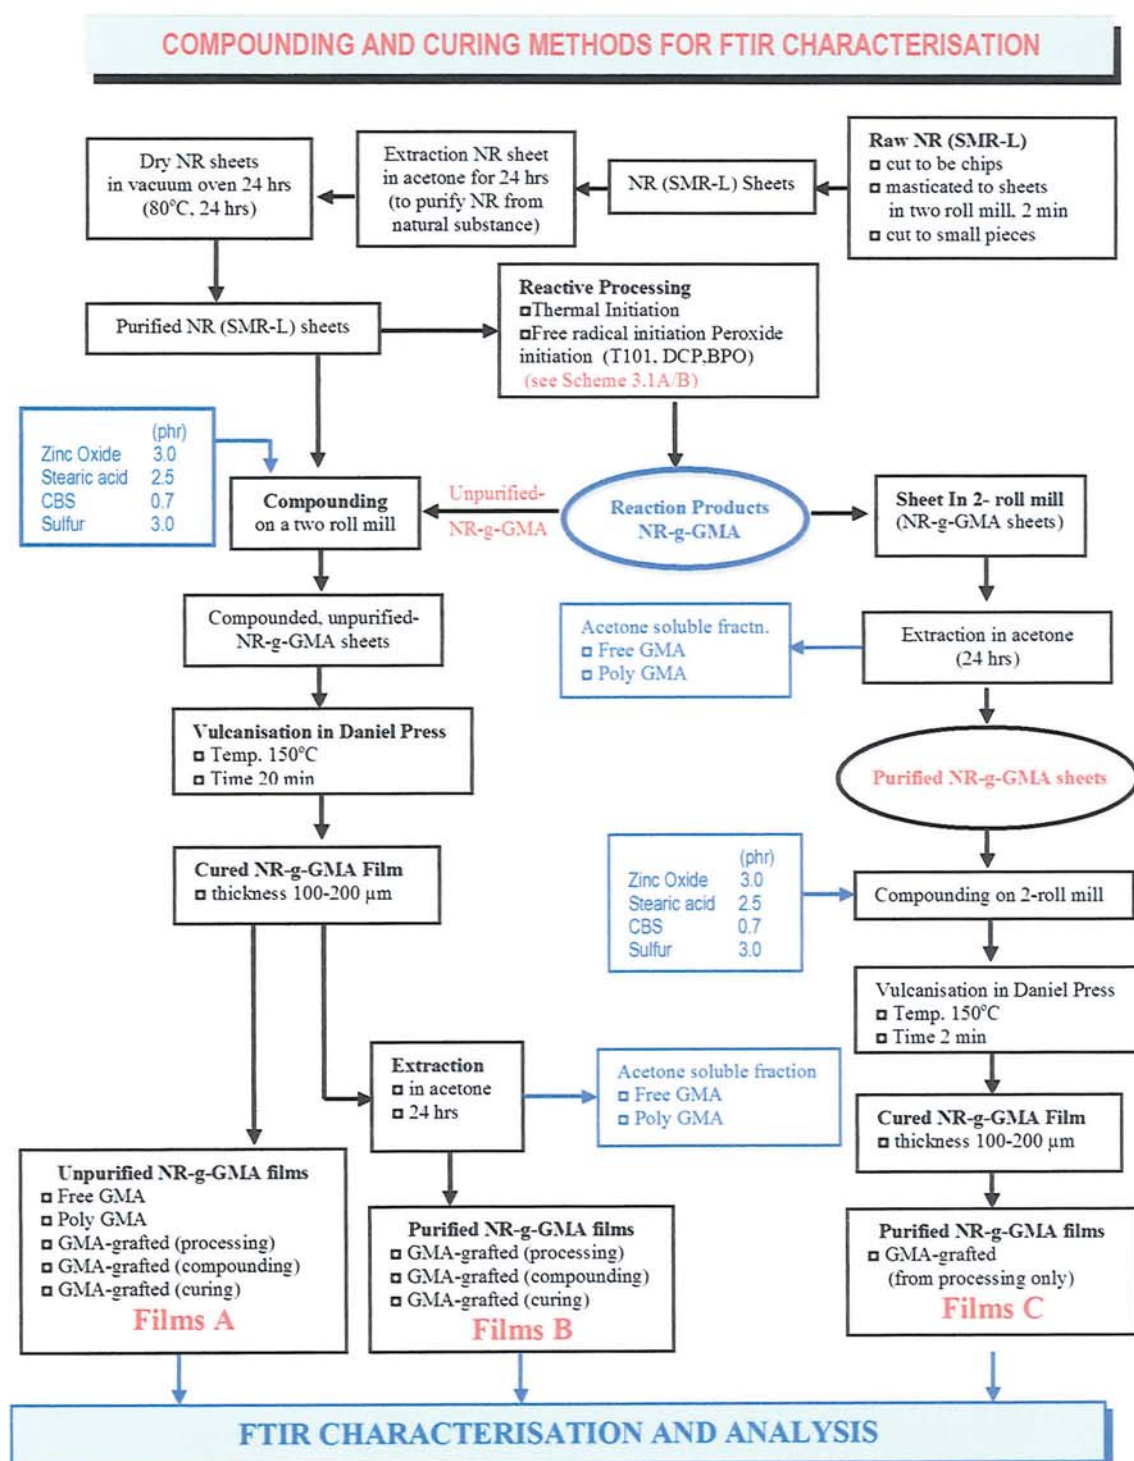 COMPOUNDING AND CURING METHODS FOR FTIR CHARACTERISATION
Dry NR sheets
in vacuum oven 24 hrs
(80°C, 24 hrs)
Extraction NR sheet
in acetone for 24 hrs
(to purify NR from
natural substance)
NR (SMR-L) Sheets
Raw NR (SMR-L)
cut to be chips
masticated to sheets
in two roll mill, 2 min
cut to small pieces
Purified NR (SMR-L) sheets
Reactive Processing
Thermal Initiation
Free radical initiation Peroxide
initiation (T101, DCP,BPO)
(see Scheme 3.1A/B)
(phr)
Zinc Oxide 3.0
Stearic acid 2.5
CBS 0.7
Sulfur 3.0
Compounding
on a two roll mill
Unpurified-
NR-g-GMA
Reaction Products
NR-g-GMA
Sheet In 2- roll mill
(NR-g-GMA sheets)
Compounded, unpurified-
NR-g-GMA sheets
Acetone soluble fractn.
Free GMA
Poly GMA
Extraction in acetone
(24 hrs)
Vulcanisation in Daniel Press
Temp. 150°C
Time 20 min
Purified NR-g-GMA sheets
Cured NR-g-GMA Film
thickness 100-200 µm
(phr)
Zinc Oxide 3.0
Stearic acid 2.5
CBS 0.7
Sulfur 3.0
Compounding on 2-roll mill
Vulcanisation in Daniel Press
Temp. 150°C
Time 2 min
Extraction
in acetone
24 hrs
Acetone soluble fraction
Free GMA
Poly GMA
Cured NR-g-GMA Film
thickness 100-200 µm
Unpurified NR-g-GMA films
Free GMA
Poly GMA
GMA-grafted (processing)
GMA-grafted (compounding)
GMA-grafted (curing)
Films A
Purified NR-g-GMA films
GMA-grafted (processing)
GMA-grafted (compounding)
GMA-grafted (curing)
Films B
Purified NR-g-GMA films
GMA-grafted
(from processing only)
Films C
FTIR CHARACTERISATION AND ANALYSIS